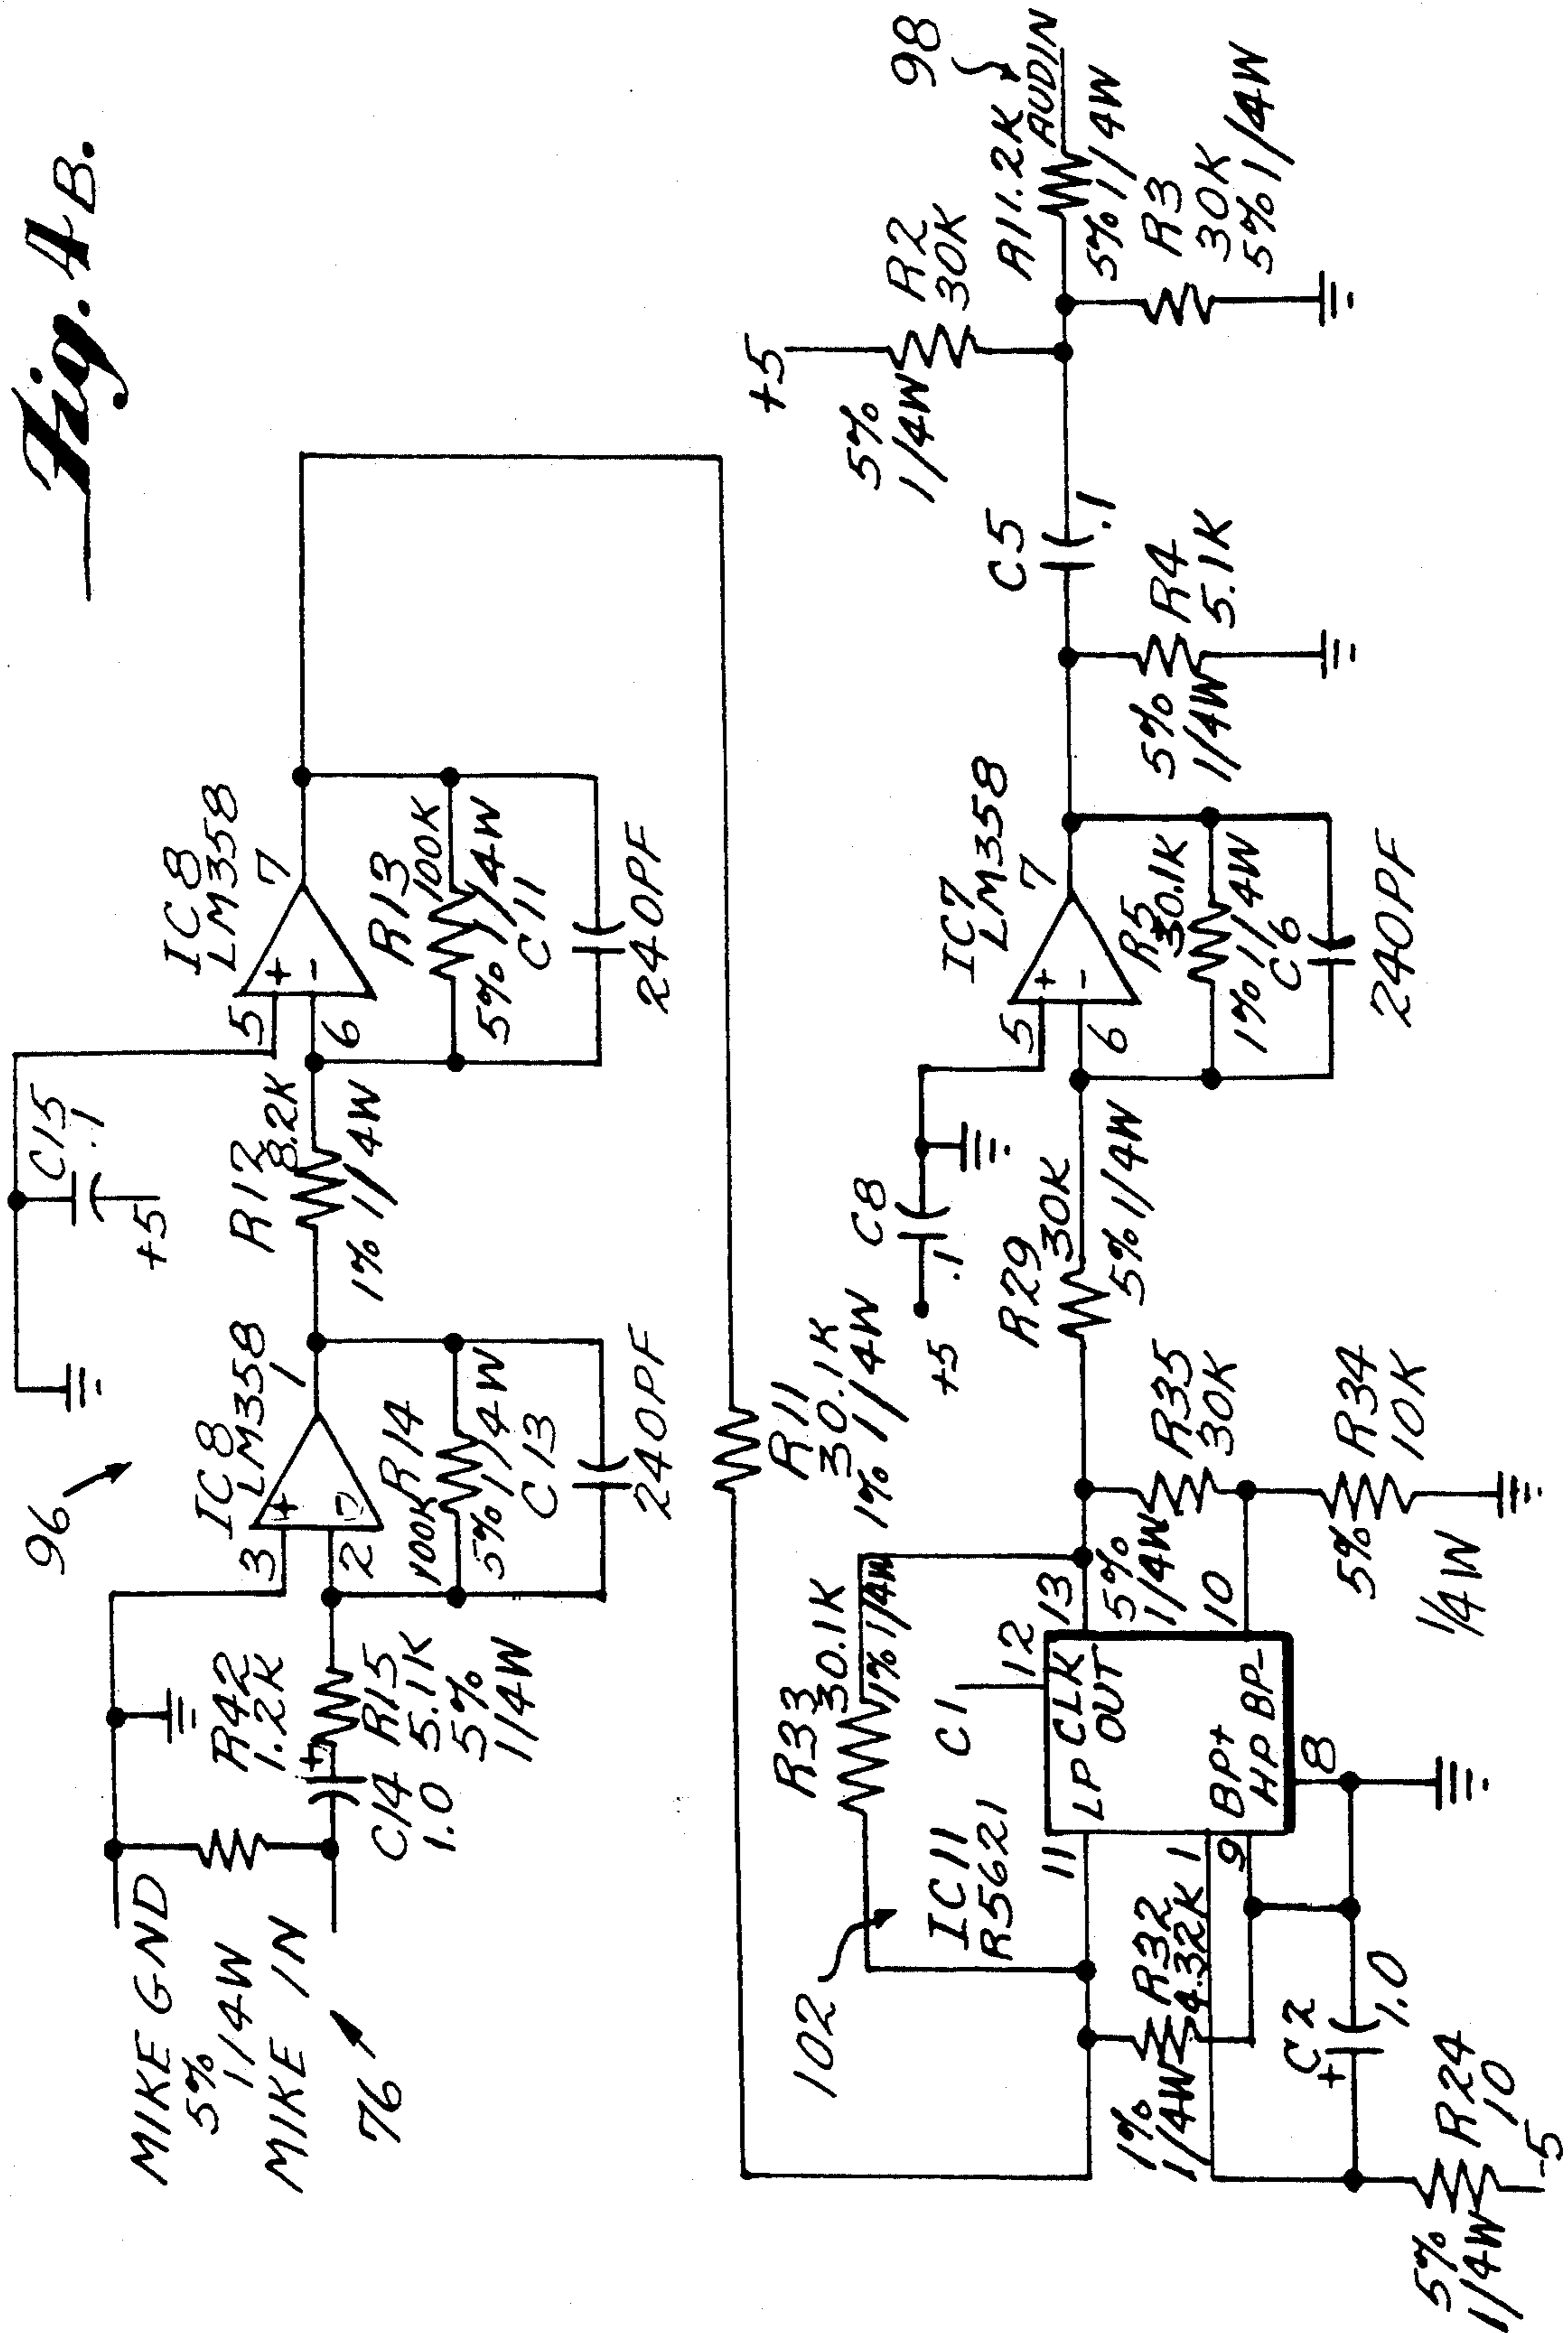 Fig. 4B.
96
C15
.1
+5
IC8
LM358
3
2
1
R14
100K
5% 1/4W
C13
240PF
R12
8.2K
1% 1/4W
IC8
LM358
5
6
7
R13
100K
5% 1/4W
C11
240PF
MIKE GND
5%
1/4W
MIKE IN
76
R42
1.2K
+
C14
1.0
R15
5.1K
5%
1/4W
R11
30.1K
1% 1/4W
102
R33
30.1K
1% 1/4W
IC11
R5621
C1
12
11
13
LP CLK
OUT
BP+
HP BP-
1
9
8
10
R32
4.32K
1%
1/4W
C2
+
1.0
R24
10
5%
1/4W
-5
5%
1/4W
R35
30K
R34
10K
5%
1/4W
R29
30K
5% 1/4W
C8
.1
+5
IC7
LM358
5
6
7
R5
30.1K
1% 1/4W
C6
240PF
5%
1/4W
R4
5.1K
C5
.1
+5
5%
1/4W
R2
30K
R1 1.2K
5% 1/4W
AUDIN
98
R3
30K
5% 1/4W